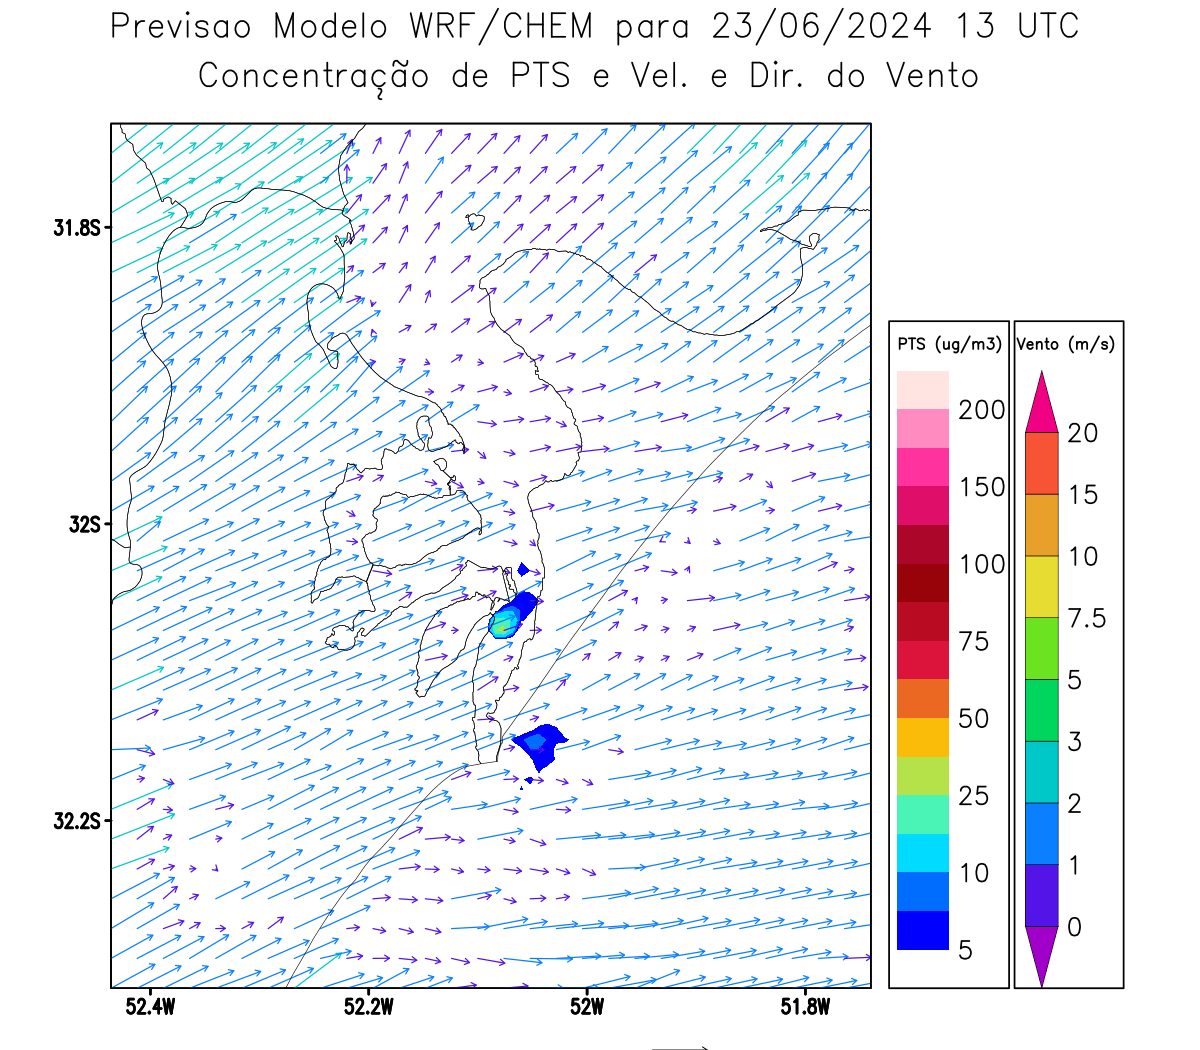 Previsao Modelo WRF/CHEM para 23/06/2024 13 UTC
Concentração de PTS e Vel. e Dir. do Vento
31.8S
32S
32.2S
52.4W 52.2W 52W 51.8W
PTS (ug/m3)
200
150
100
75
50
25
10
5
Vento (m/s)
20
15
10
7.5
5
3
2
1
0